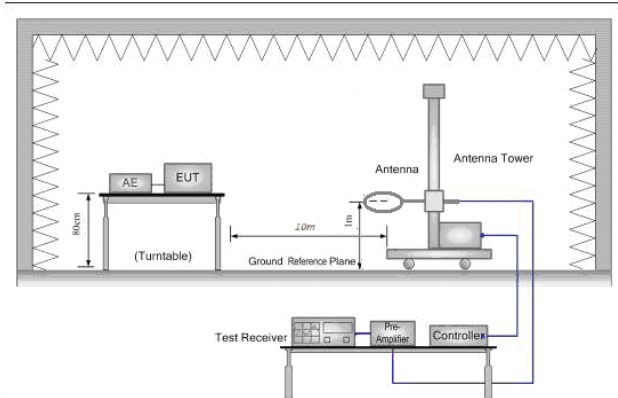 AE
EUT
80cm
(Turntable)
10m
Antenna
Antenna Tower
1m
Ground Reference Plane
Test Receiver
Pre-
Amplifier
Controller